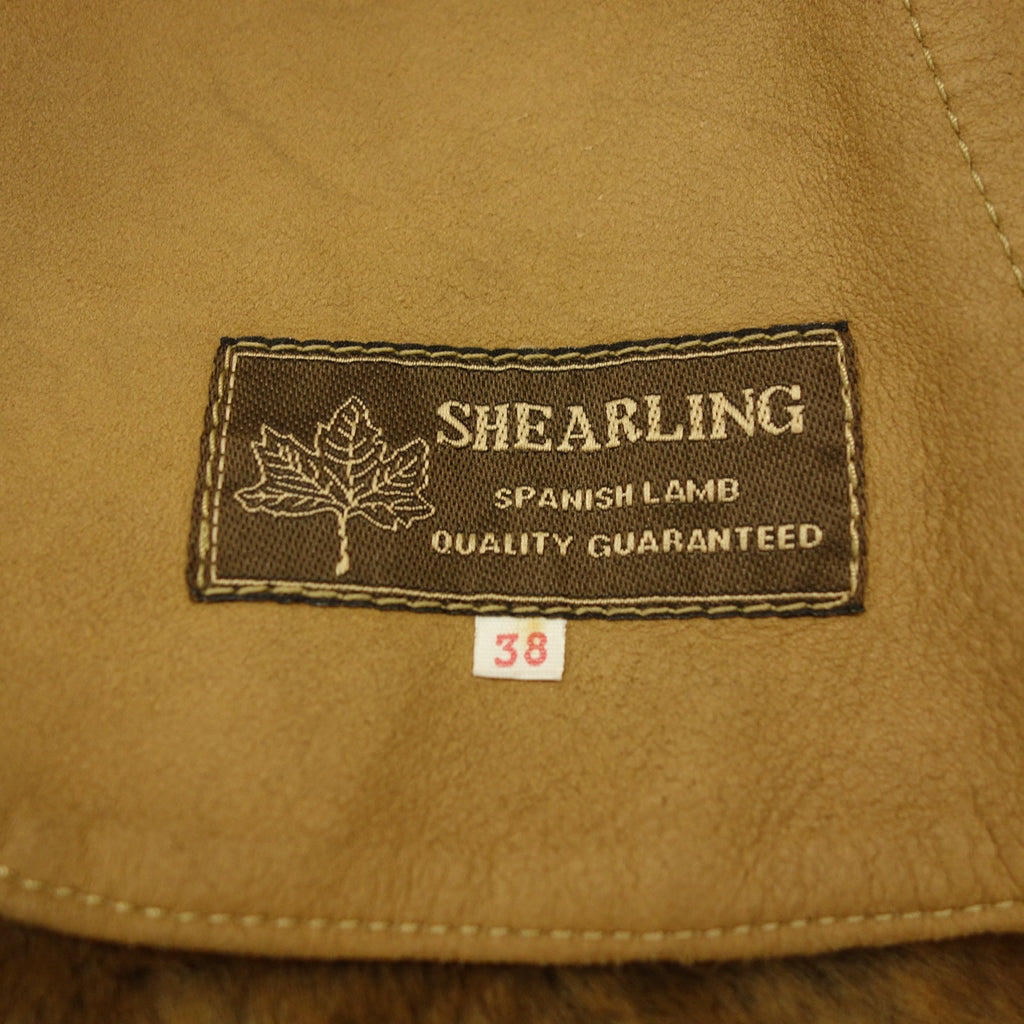 SHEARLING
SPANISH LAMB
QUALITY GUARANTEED
38